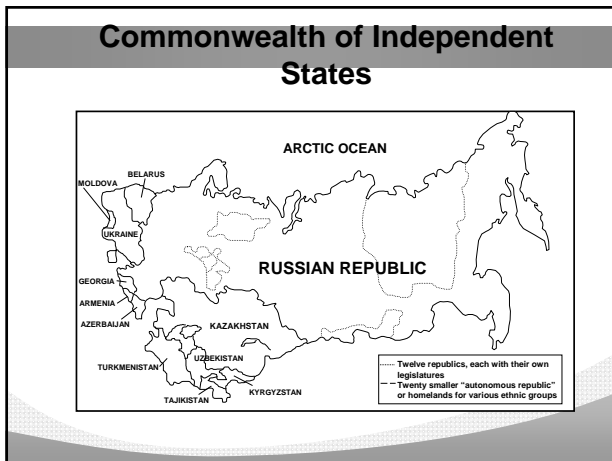 Commonwealth of Independent
States
ARCTIC OCEAN
BELARUS
MOLDOVA
UKRAINE
RUSSIAN REPUBLIC
GEORGIA
ARMENIA
AZERBAIJAN
KAZAKHSTAN
UZBEKISTAN
TURKMENISTAN
KYRGYZSTAN
TAJIKISTAN
Twelve republics, each with their own
legislatures
Twenty smaller “autonomous republic”
or homelands for various ethnic groups